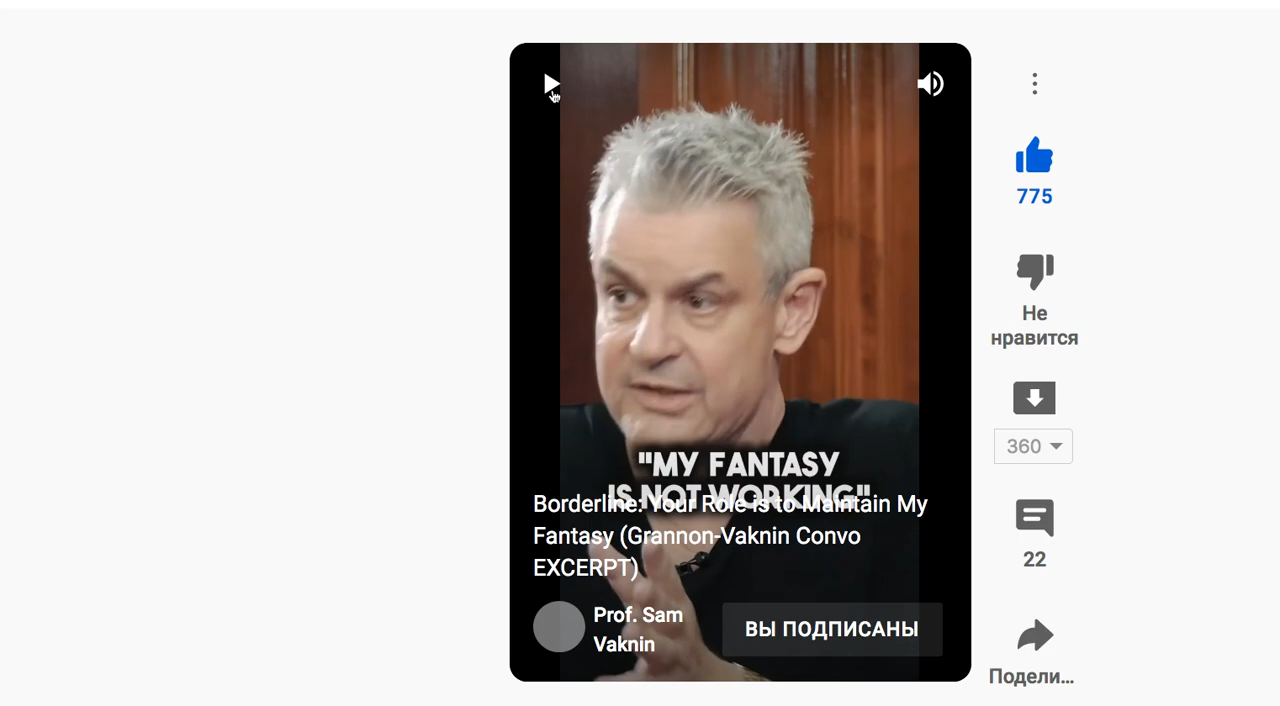 "MY FANTASY
IS NOT WORKING"
Borderline: Your Role is to Maintain My
Fantasy (Grannon-Vaknin Convo
EXCERPT)
Prof. Sam
Vaknin
ВЫ ПОДПИСАНЫ
775
Не
нравится
360
22
Подели...